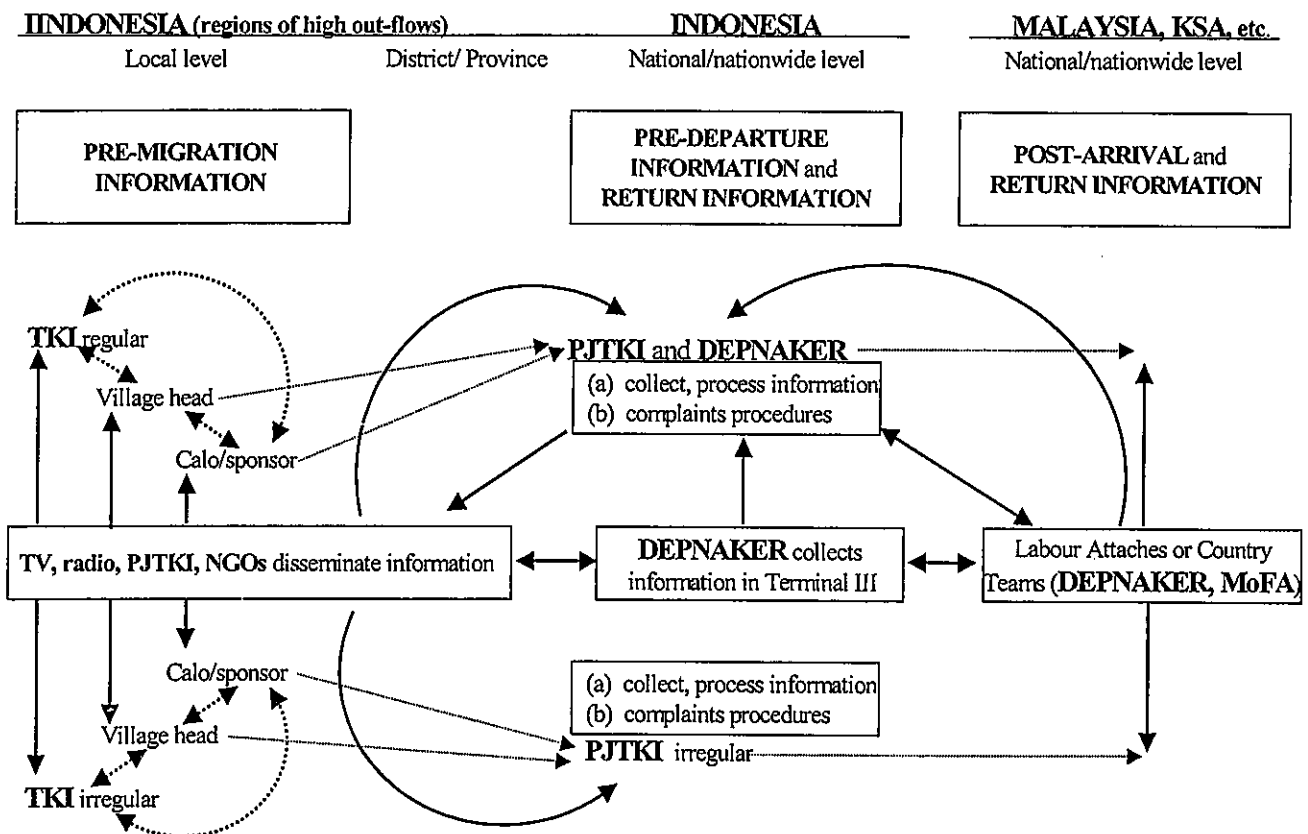 IINDONESIA (regions of high out-flows)
INDONESIA
MALAYSIA, KSA, etc.
Local level
District/ Province
National/nationwide level
National/nationwide level
PRE-MIGRATION
INFORMATION
PRE-DEPARTURE
INFORMATION and
RETURN INFORMATION
POST-ARRIVAL and
RETURN INFORMATION
TKI regular
Village head
Calo/sponsor
PJTKI and DEPNAKER
(a) collect, process information
(b) complaints procedures
TV, radio, PJTKI, NGOs disseminate information
DEPNAKER collects
information in Terminal III
Labour Attaches or Country
Teams (DEPNAKER, MoFA)
Calo/sponsor
Village head
TKI irregular
(a) collect, process information
(b) complaints procedures
PJTKI irregular